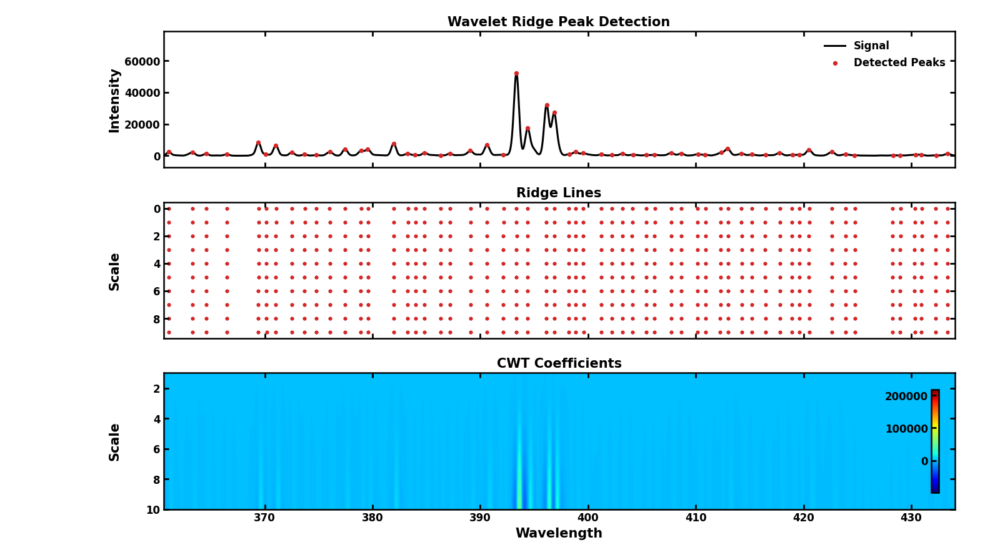 Wavelet Ridge Peak Detection
Intensity
60000
40000
20000
0
Signal
Detected Peaks
Ridge Lines
Scale
0
2
4
6
8
CWT Coefficients
Scale
2
4
6
8
10
200000
100000
0
370 380 390 400 410 420 430
Wavelength